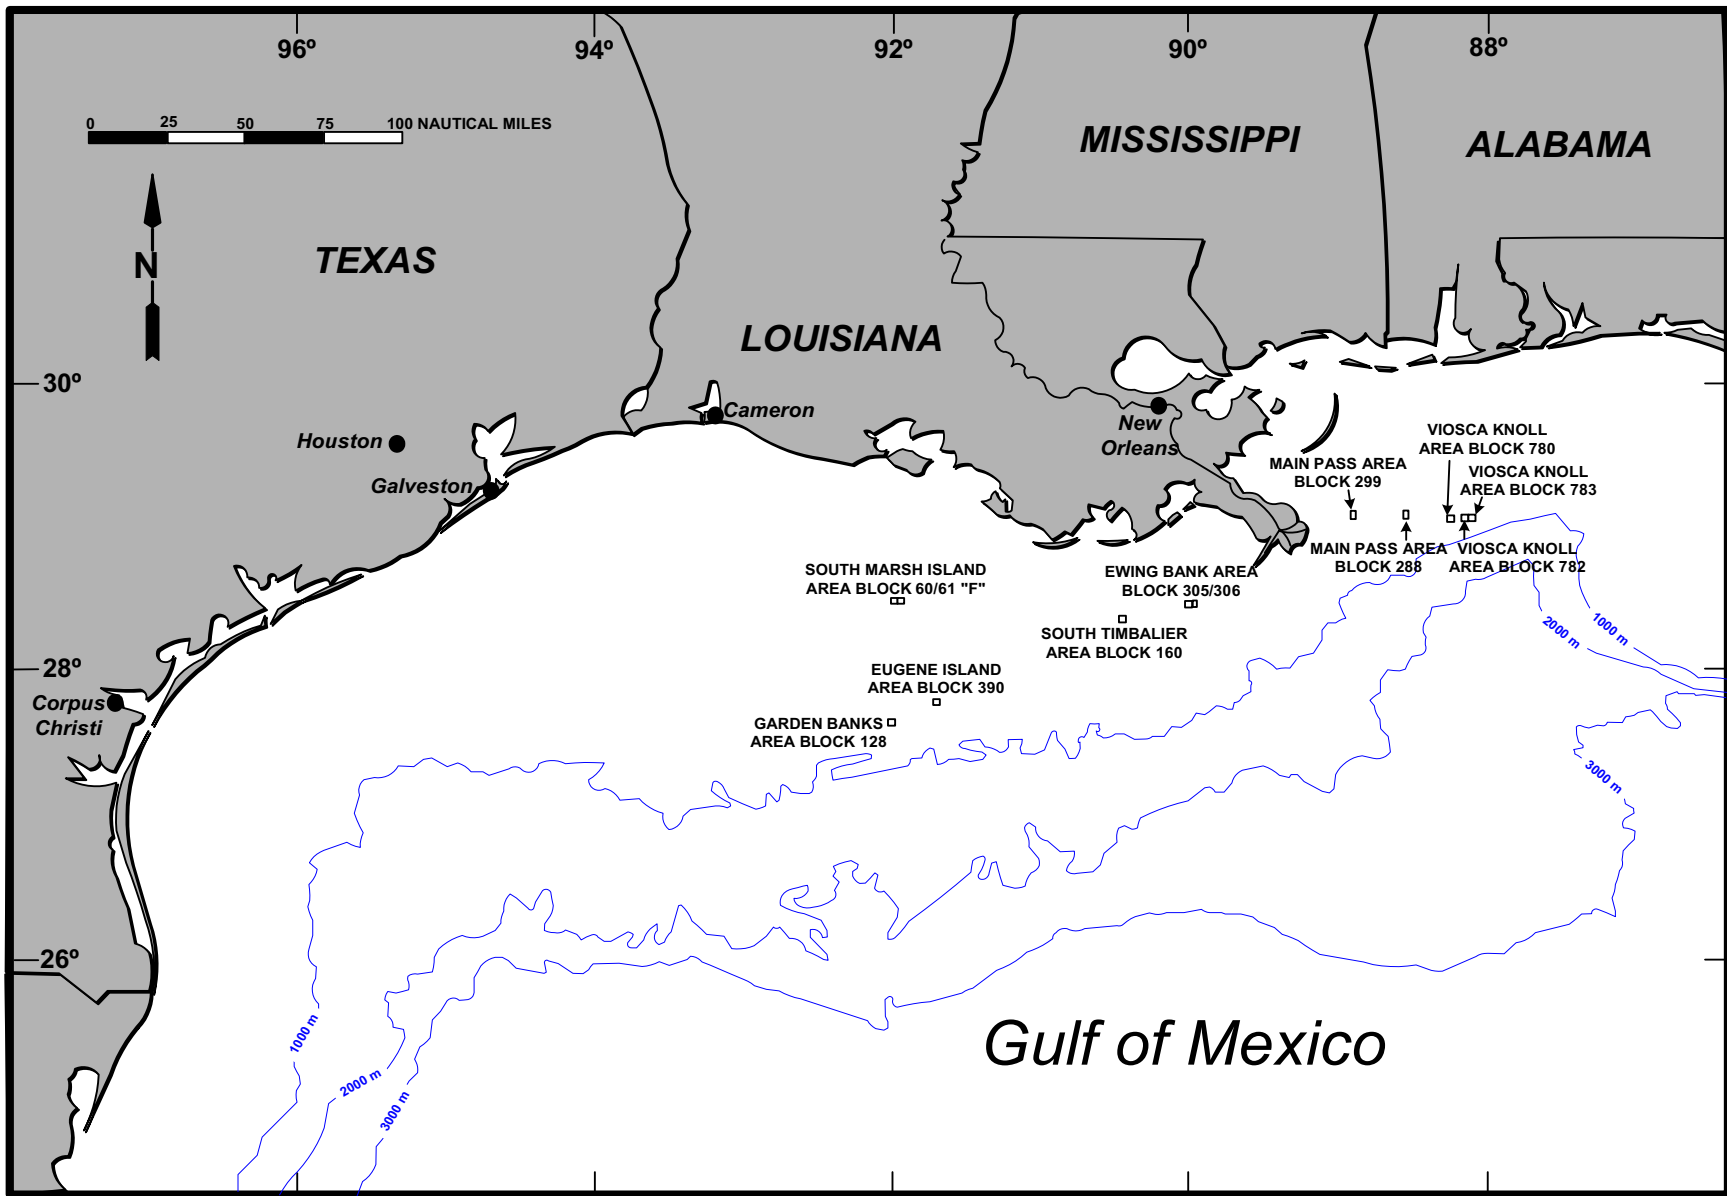 96º
94º
92º
90º
88º
0
25
50
75
100 NAUTICAL MILES
MISSISSIPPI
ALABAMA
N
TEXAS
LOUISIANA
30º
Cameron
New
Orleans
Houston
Galveston
VIOSCA KNOLL
AREA BLOCK 780
MAIN PASS AREA
BLOCK 299
VIOSCA KNOLL
AREA BLOCK 783
MAIN PASS AREA
BLOCK 288
VIOSCA KNOLL
AREA BLOCK 782
SOUTH MARSH ISLAND
AREA BLOCK 60/61 "F"
EWING BANK AREA
BLOCK 305/306
SOUTH TIMBALIER
AREA BLOCK 160
2000 m
1000 m
28º
EUGENE ISLAND
AREA BLOCK 390
Corpus
Christi
GARDEN BANKS
AREA BLOCK 128
3000 m
26º
1000 m
2000 m
3000 m
Gulf of Mexico